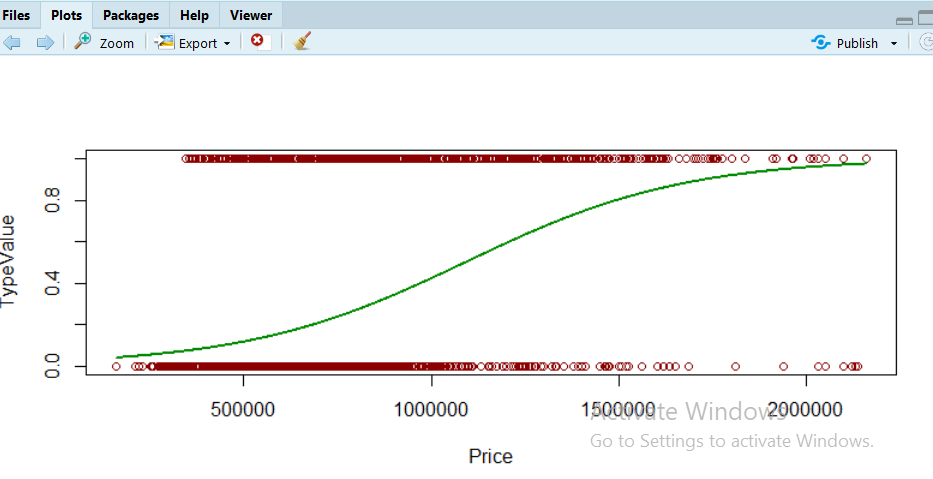 Files Plots Packages Help Viewer
Zoom Export Publish
TypeValue
0.8
0.4
0.0
500000 1000000 1500000 2000000
Price
Activate Windows
Go to Settings to activate Windows.